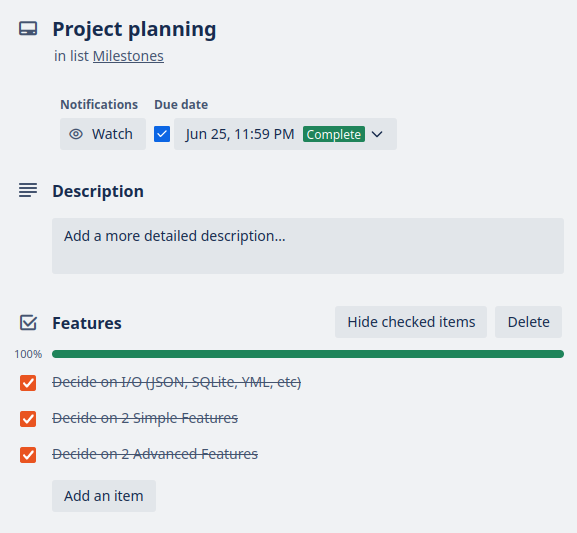 Project planning
in list Milestones
Notifications Due date
Watch Jun 25, 11:59 PM Complete
Description
Add a more detailed description...
Features Hide checked items Delete
100%
Decide on I/O (JSON, SQLite, YML, etc)
Decide on 2 Simple Features
Decide on 2 Advanced Features
Add an item